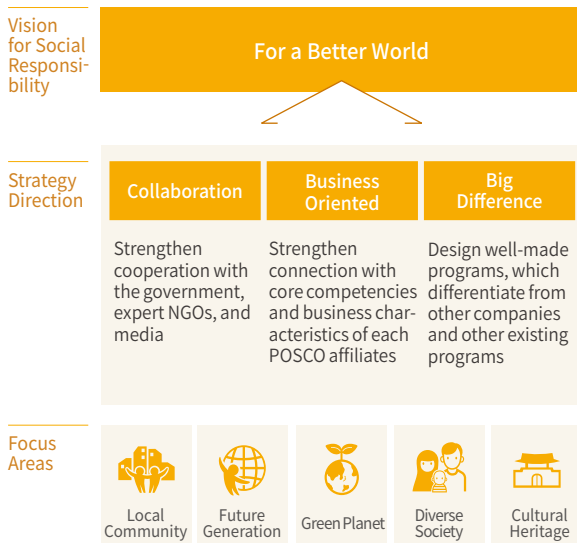 Vision
for Social
Responsi-
bility
For a Better World
Strategy
Direction
Collaboration
Business
Oriented
Big
Difference
Strengthen
cooperation with
the government,
expert NGOs, and
media
Strengthen
connection with
core competencies
and business char-
acteristics of each
POSCO affiliates
Design well-made
programs, which
differentiate from
other companies
and other existing
programs
Focus
Areas
Local
Community
Future
Generation
Green Planet
Diverse
Society
Cultural
Heritage